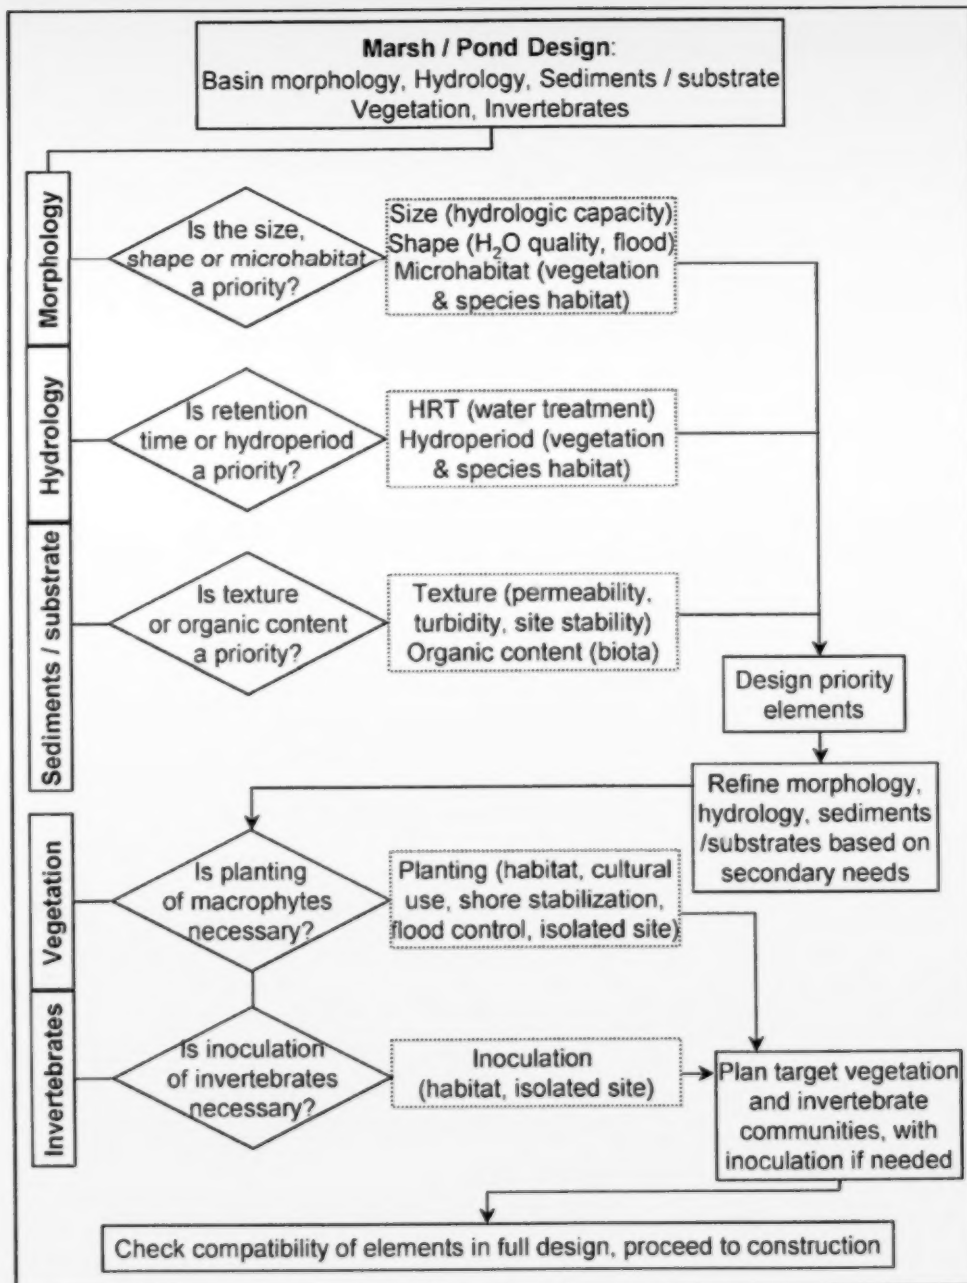 Marsh / Pond Design:
Basin morphology, Hydrology, Sediments / substrate
Vegetation, Invertebrates
Morphology
Is the size,
shape or microhabitat
a priority?
Size (hydrologic capacity)
Shape (H₂O quality, flood)
Microhabitat (vegetation
& species habitat)
Hydrology
Is retention
time or hydroperiod
a priority?
HRT (water treatment)
Hydroperiod (vegetation
& species habitat)
Sediments / substrate
Is texture
or organic content
a priority?
Texture (permeability,
turbidity, site stability)
Organic content (biota)
Design priority
elements
Refine morphology,
hydrology, sediments
/substrates based on
secondary needs
Vegetation
Is planting
of macrophytes
necessary?
Planting (habitat, cultural
use, shore stabilization,
flood control, isolated site)
Invertebrates
Is inoculation
of invertebrates
necessary?
Inoculation
(habitat, isolated site)
Plan target vegetation
and invertebrate
communities, with
inoculation if needed
Check compatibility of elements in full design, proceed to construction